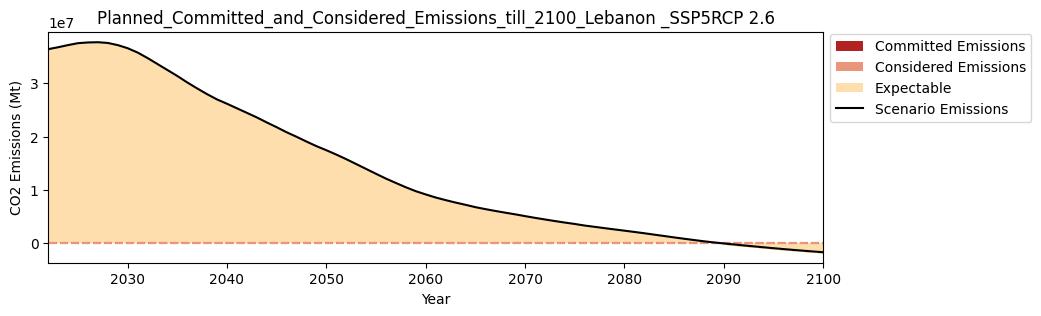 Planned_Committed_and_Considered_Emissions_till_2100_Lebanon _SSP5RCP 2.6
1e7
CO2 Emissions (Mt)
3
2
1
0
2030 2040 2050 2060 2070 2080 2090 2100
Year
Committed Emissions
Considered Emissions
Expectable
Scenario Emissions